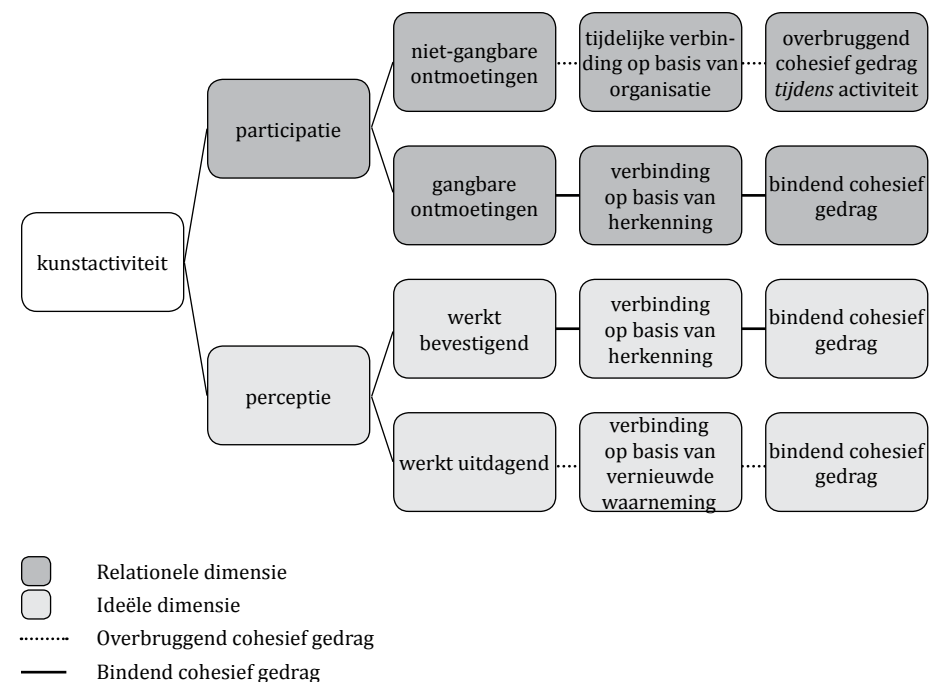 niet-gangbare
ontmoetingen
tijdelijke verbin-
ding op basis van
organisatie
overbruggend
cohesief gedrag
tijdens activiteit
participatie
gangbare
ontmoetingen
verbinding
op basis van
herkenning
bindend cohesief
gedrag
kunstactiviteit
werkt
bevestigend
verbinding
op basis van
herkenning
bindend cohesief
gedrag
perceptie
werkt uitdagend
verbinding
op basis van
vernieuwde
waarneming
bindend cohesief
gedrag
Relationele dimensie
Ideële dimensie
Overbruggend cohesief gedrag
Bindend cohesief gedrag